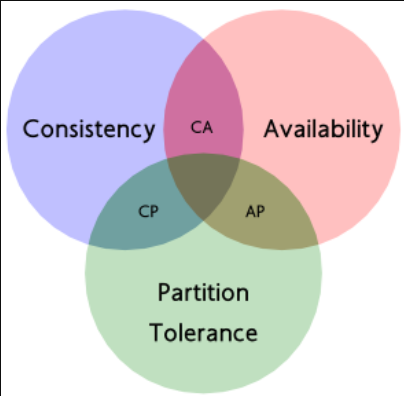 Consistency
CA
Availability
CP
AP
Partition
Tolerance